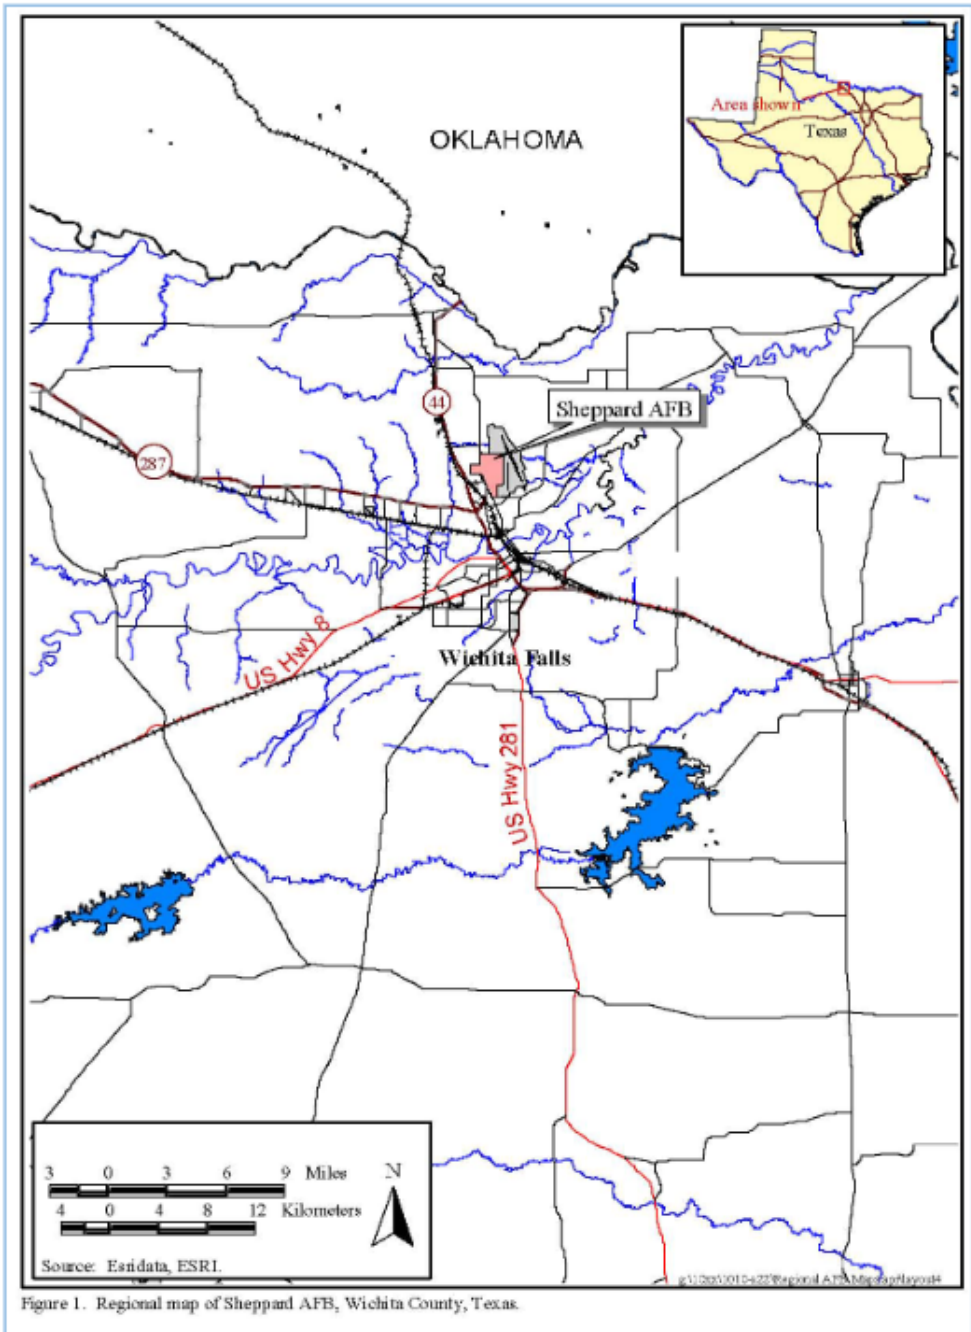 OKLAHOMA
Area shown
Texas
44
Sheppard AFB
287
US Hwy 8
Wichita Falls
US Hwy 281
3 0 3 6 9 Miles
4 0 4 8 12 Kilometers
N
Source: Esridata, ESRI.
Figure 1. Regional map of Sheppard AFB, Wichita County, Texas.